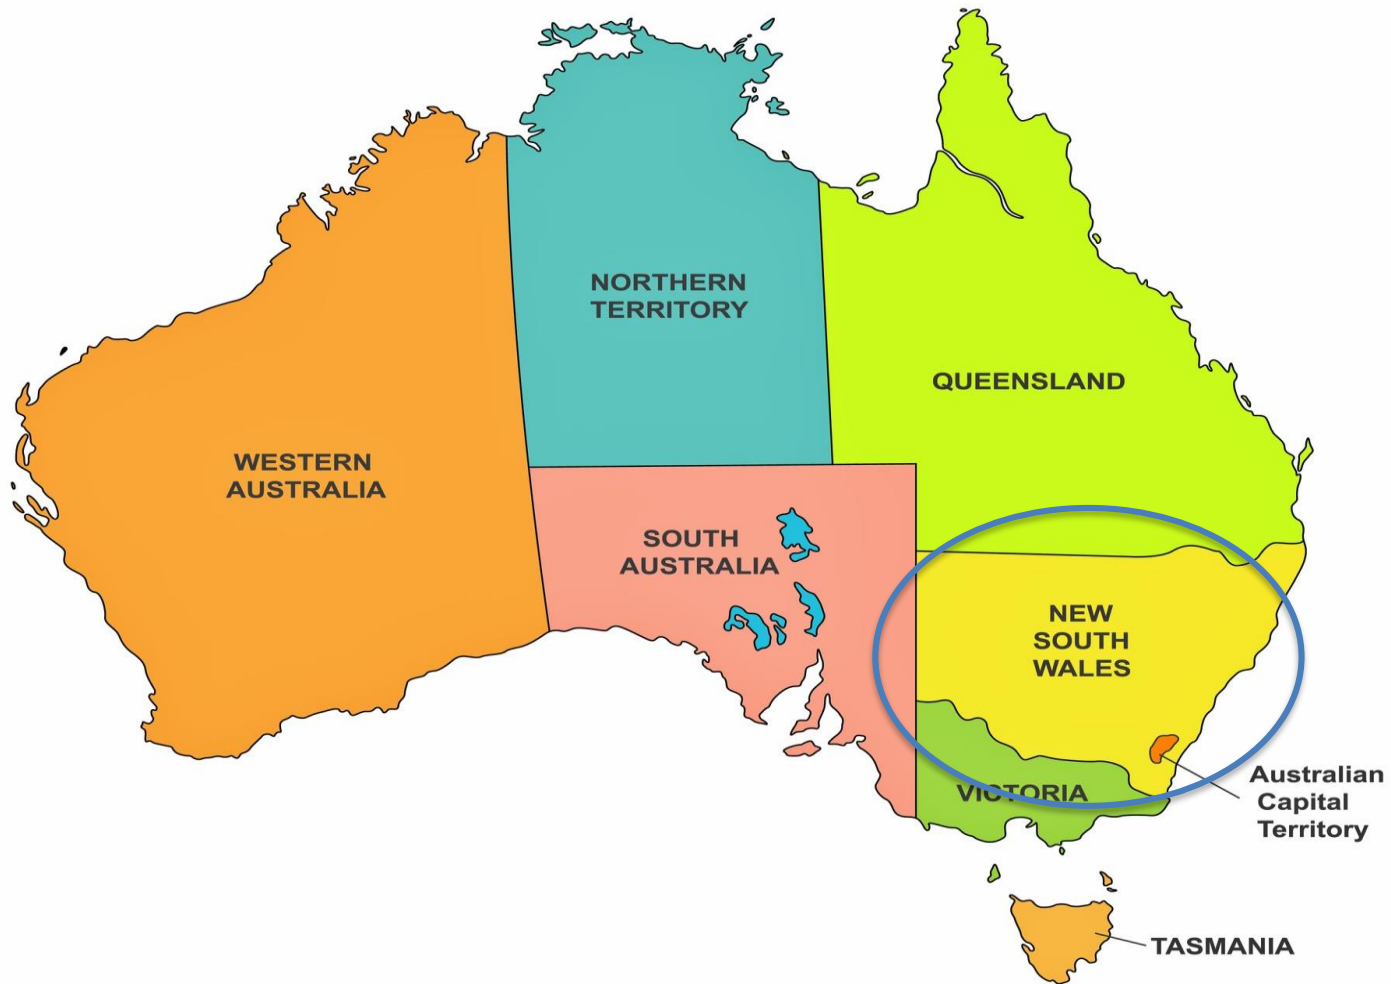 NORTHERN
TERRITORY
QUEENSLAND
WESTERN
AUSTRALIA
SOUTH
AUSTRALIA
NEW
SOUTH
WALES
VICTORIA
Australian
Capital
Territory
TASMANIA